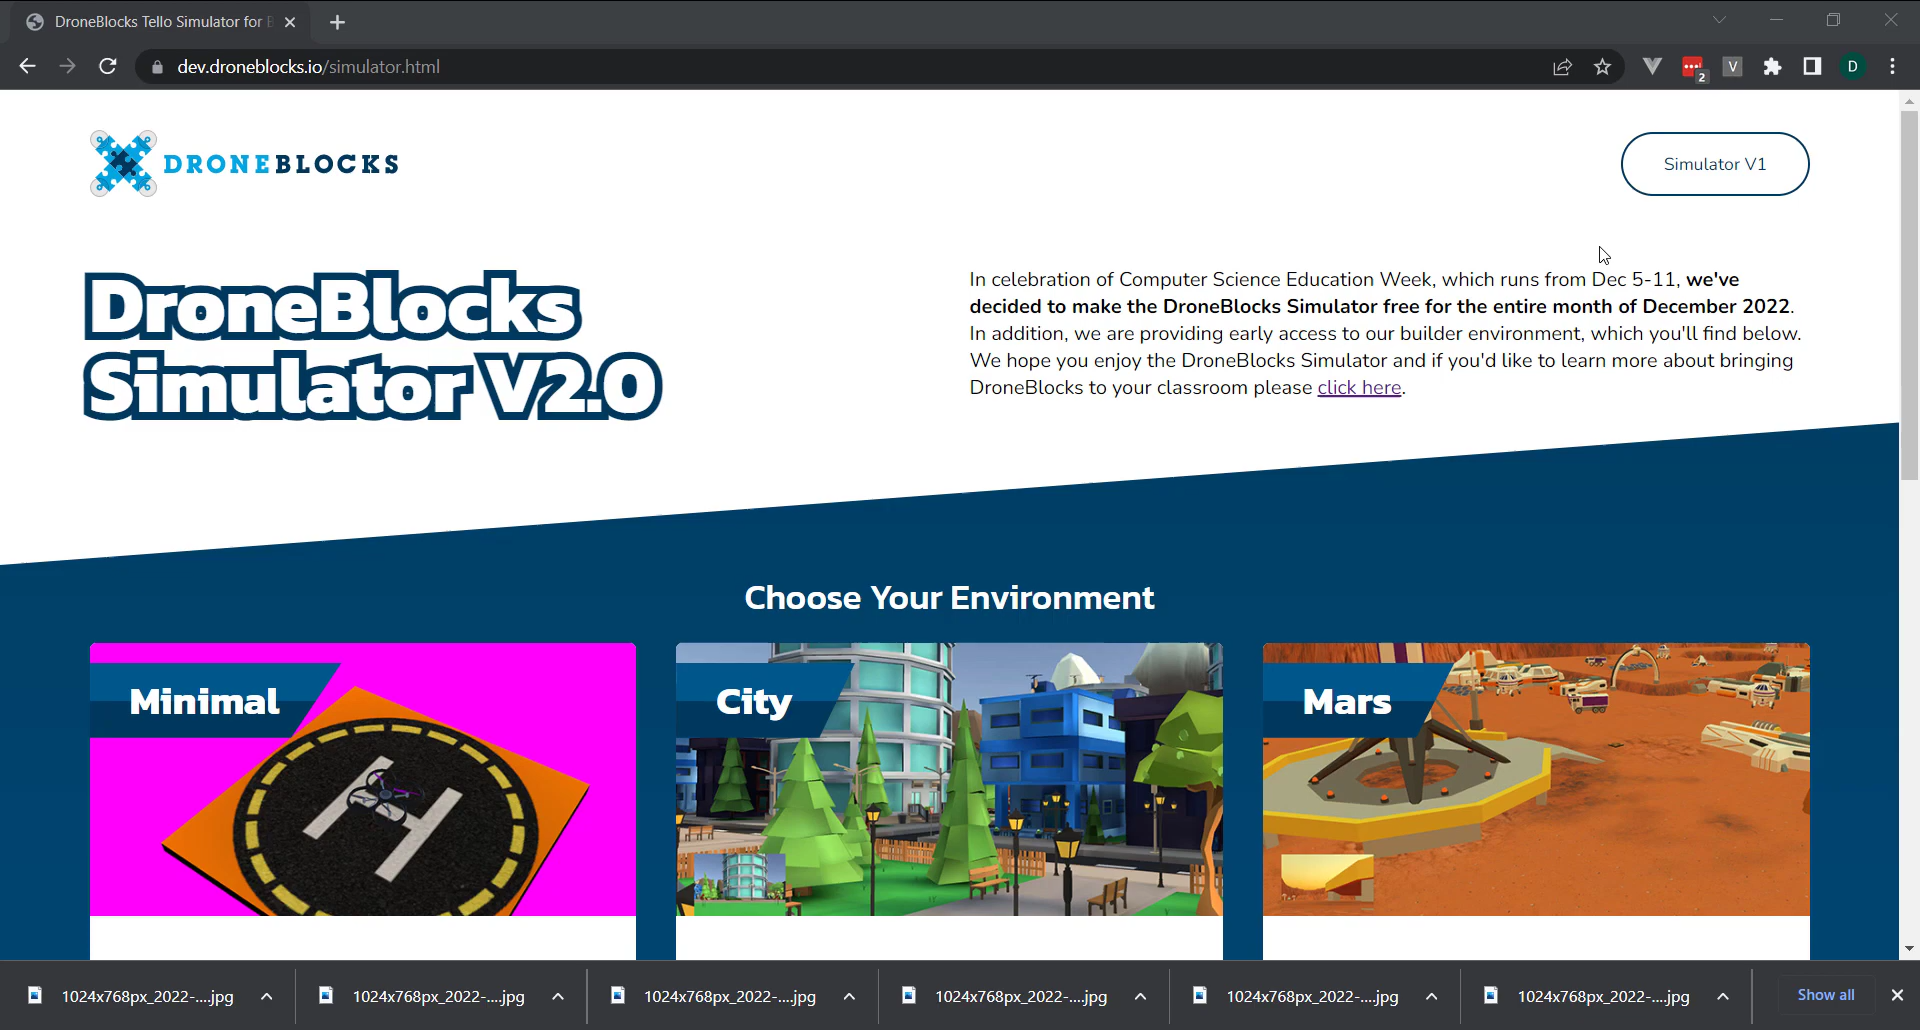 DroneBlocks Tello Simulator for B
dev.droneblocks.io/simulator.html
2
V
D
DRONEBLOCKS
Simulator V1
DroneBlocks
Simulator V2.0
In celebration of Computer Science Education Week, which runs from Dec 5-11, we've
decided to make the DroneBlocks Simulator free for the entire month of December 2022.
In addition, we are providing early access to our builder environment, which you'll find below.
We hope you enjoy the DroneBlocks Simulator and if you'd like to learn more about bringing
DroneBlocks to your classroom please click here.
Choose Your Environment
Minimal
City
Mars
H
1024x768px_2022-....jpg
1024x768px_2022-....jpg
1024x768px_2022-....jpg
1024x768px_2022-....jpg
1024x768px_2022-....jpg
1024x768px_2022-....jpg
Show all